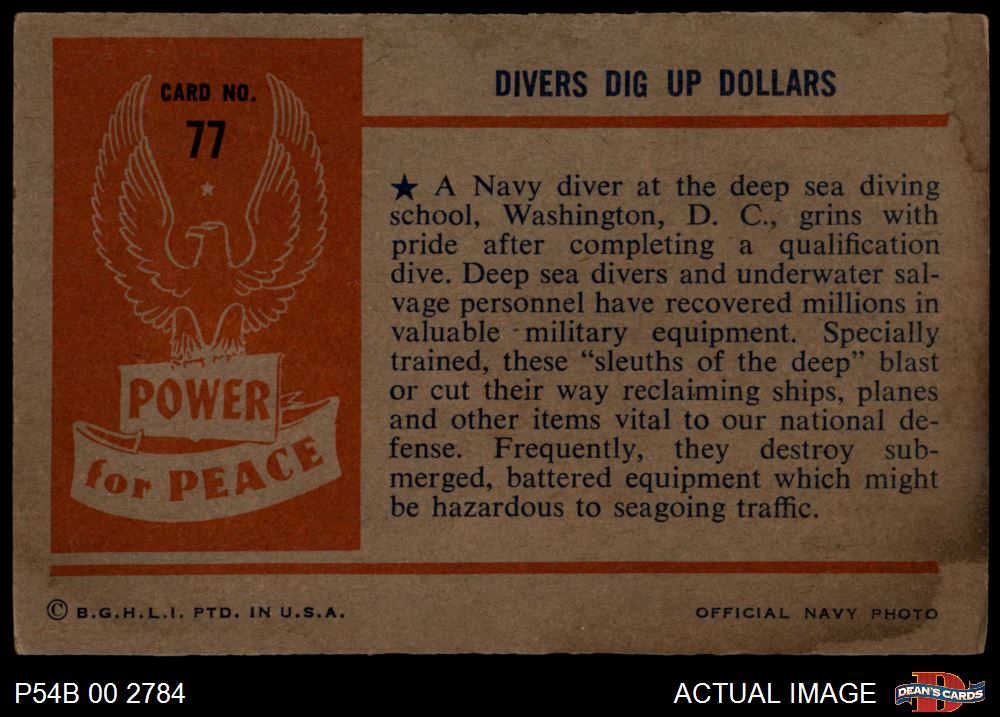 CARD NO.
77
POWER
for PEACE
DIVERS DIG UP DOLLARS
★ A Navy diver at the deep sea diving
school, Washington, D. C., grins with
pride after completing a qualification
dive. Deep sea divers and underwater sal-
vage personnel have recovered millions in
valuable military equipment. Specially
trained, these “sleuths of the deep” blast
or cut their way reclaiming ships, planes
and other items vital to our national de-
fense. Frequently, they destroy sub-
merged, battered equipment which might
be hazardous to seagoing traffic.
© B.G.H.L.I. PTD. IN U.S.A.
OFFICIAL NAVY PHOTO
P54B 00 2784
ACTUAL IMAGE
D
DEAN'S CARDS